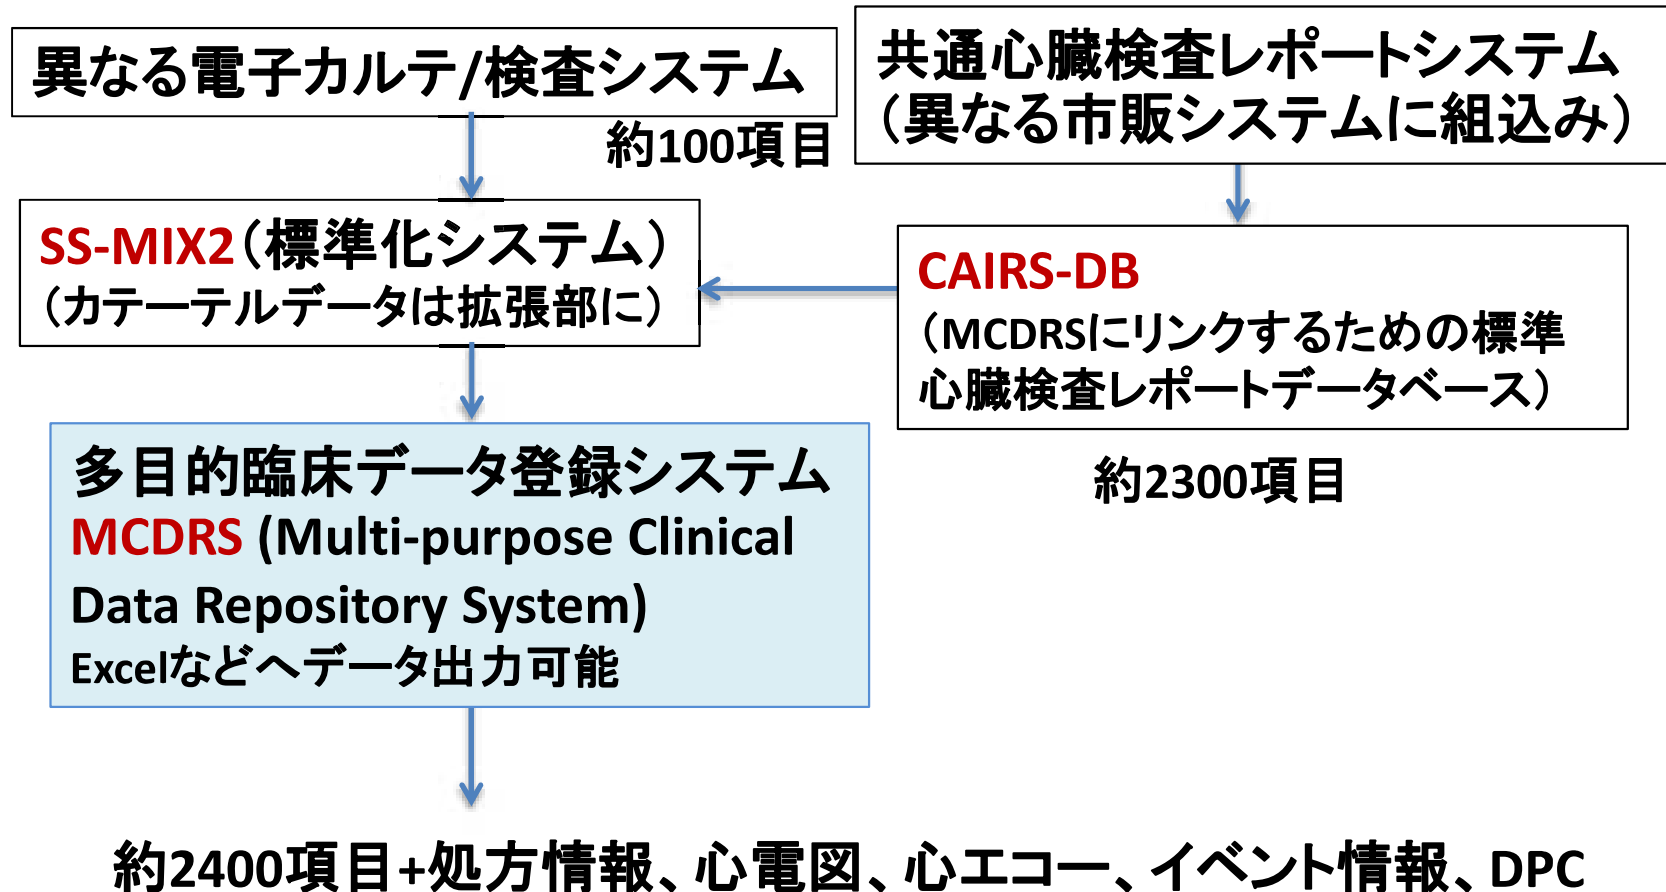 異なる電子カルテ/検査システム
約100項目
共通心臓検査レポートシステム
（異なる市販システムに組込み）
SS-MIX2（標準化システム）
（カテーテルデータは拡張部に）
CAIRS-DB
（MCDRSにリンクするための標準
心臓検査レポートデータベース）
約2300項目
多目的臨床データ登録システム
MCDRS (Multi-purpose Clinical
Data Repository System)
Excelなどへデータ出力可能
約2400項目+処方情報、心電図、心エコー、イベント情報、DPC